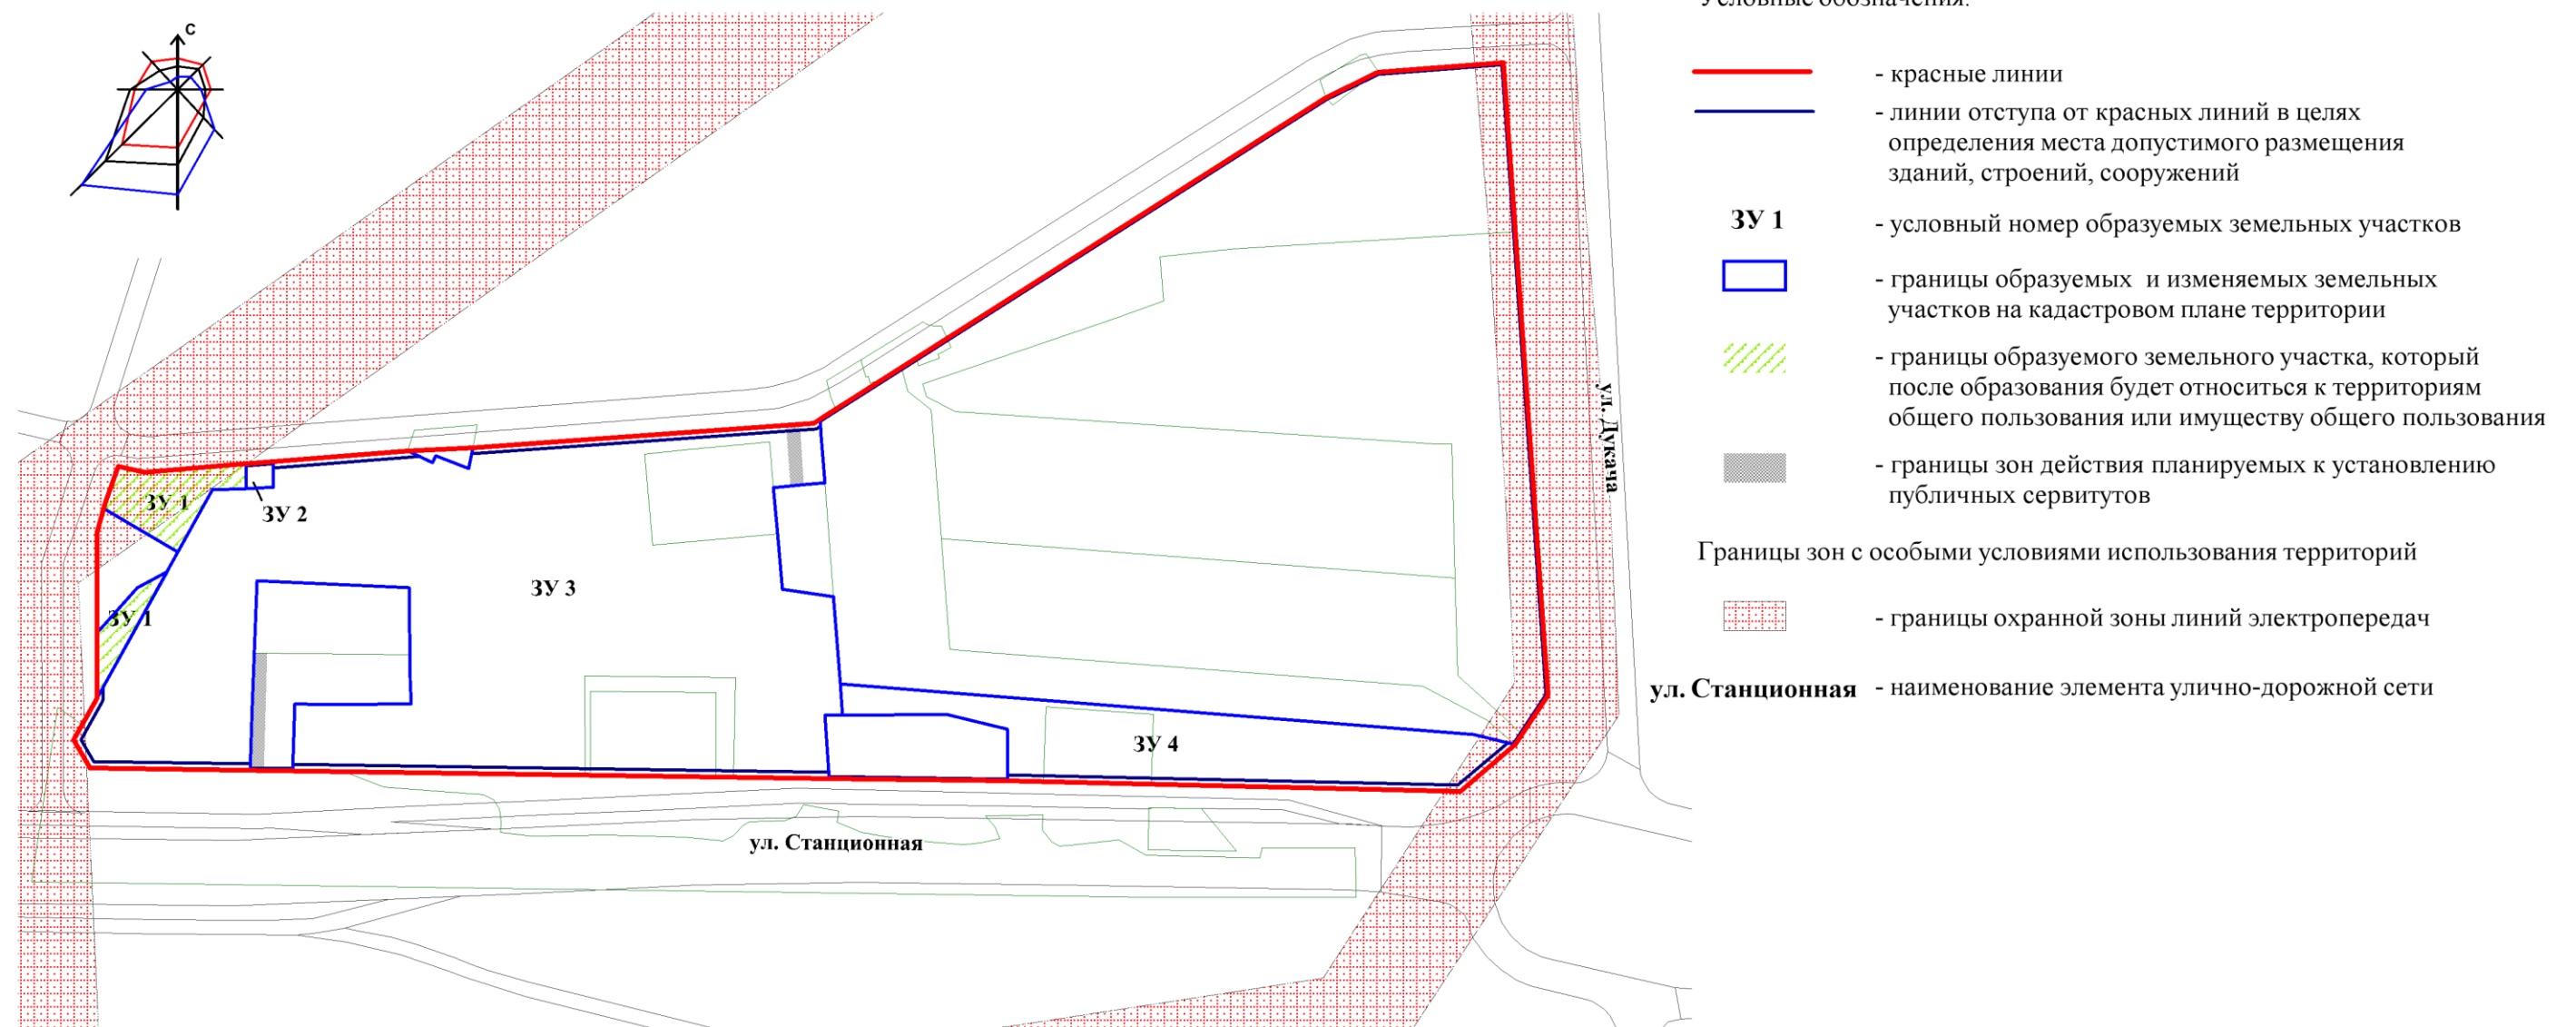 с
Условные обозначения:
- красные линии
- линии отступа от красных линий в целях
определения места допустимого размещения
зданий, строений, сооружений
ЗУ 1
- условный номер образуемых земельных участков
- границы образуемых и изменяемых земельных
участков на кадастровом плане территории
- границы образуемого земельного участка, который
после образования будет относиться к территориям
общего пользования или имуществу общего пользования
- границы зон действия планируемых к установлению
публичных сервитутов
Границы зон с особыми условиями использования территорий
- границы охранной зоны линий электропередач
ул. Станционная
- наименование элемента улично-дорожной сети
ул. Дукача
ЗУ 1
ЗУ 2
ЗУ 3
ЗУ 1
ЗУ 4
ул. Станционная